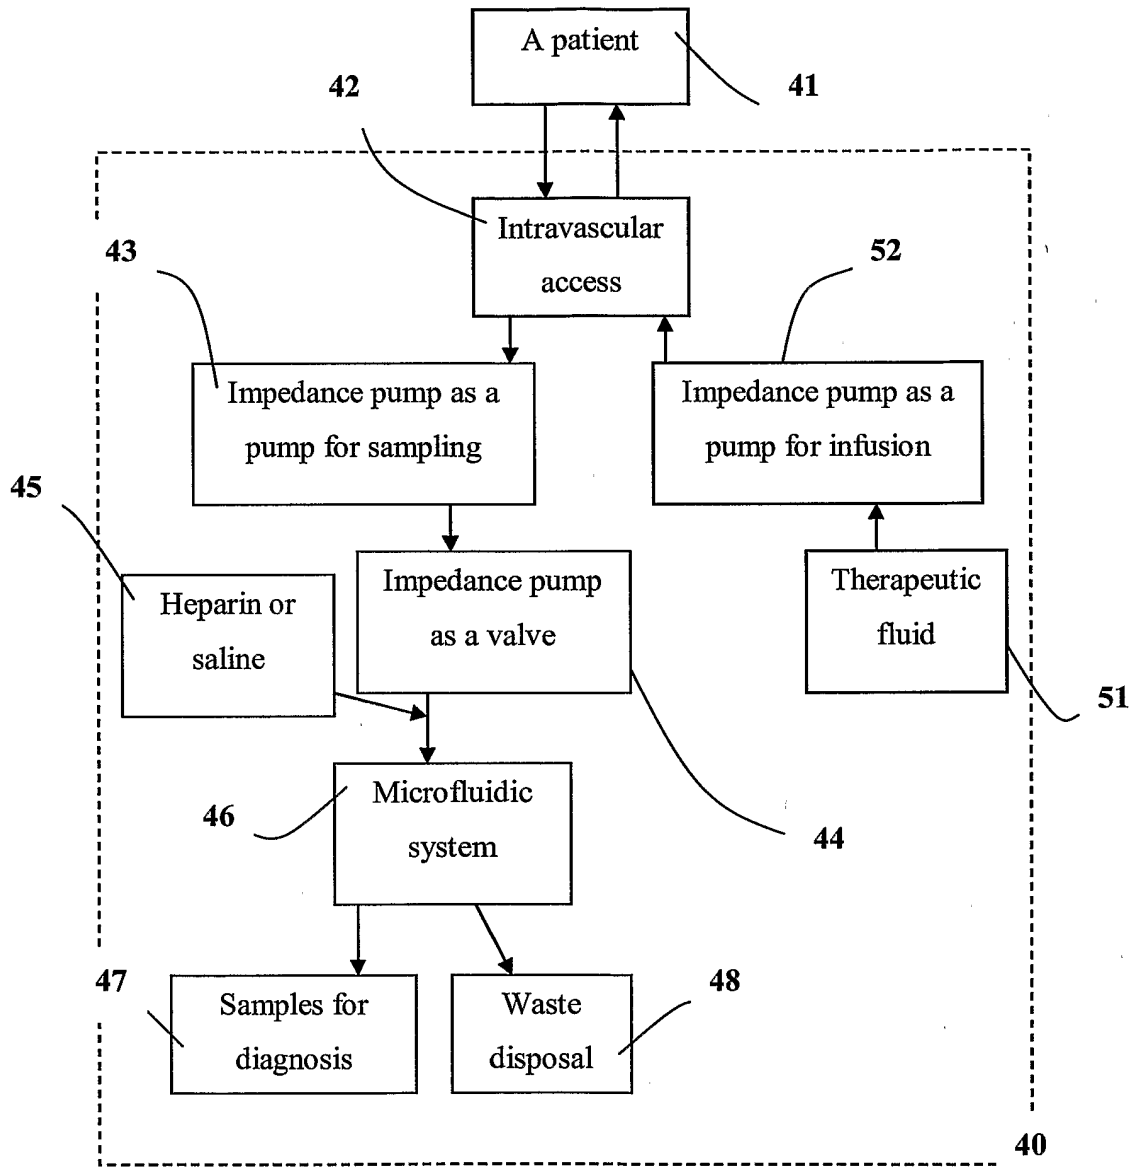 A patient
41
42
Intravascular
access
43
52
Impedance pump as a
pump for sampling
Impedance pump as a
pump for infusion
45
Heparin or
saline
Impedance pump
as a valve
Therapeutic
fluid
51
46
Microfluidic
system
44
47
Samples for
diagnosis
Waste
disposal
48
40